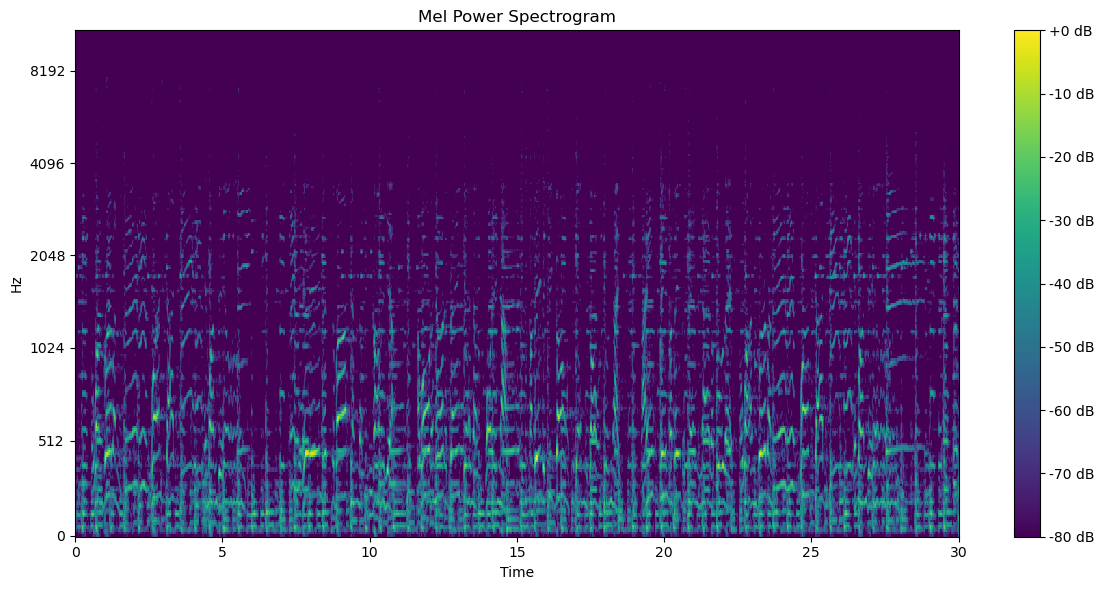 Mel Power Spectrogram
Hz
8192
4096
2048
1024
512
0
0 5 10 15 20 25 30
Time
+0 dB
-10 dB
-20 dB
-30 dB
-40 dB
-50 dB
-60 dB
-70 dB
-80 dB